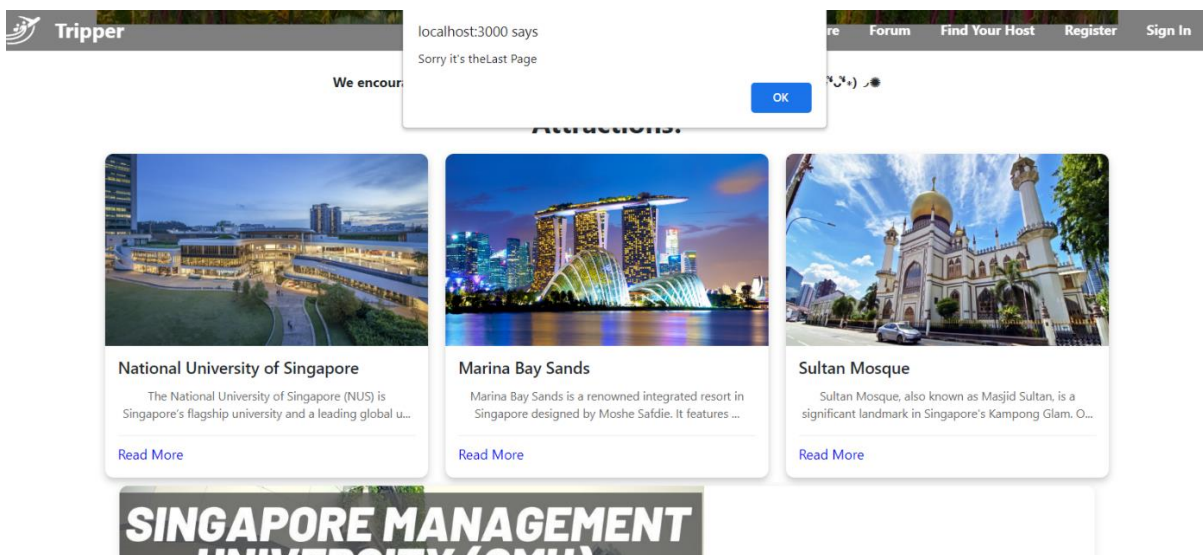 Tripper
localhost:3000 says
Sorry it's theLast Page
OK
re Forum Find Your Host Register Sign In
We encour
Attractions:
National University of Singapore
The National University of Singapore (NUS) is
Singapore's flagship university and a leading global u...
Read More
Marina Bay Sands
Marina Bay Sands is a renowned integrated resort in
Singapore designed by Moshe Safdie. It features ...
Read More
Sultan Mosque
Sultan Mosque, also known as Masjid Sultan, is a
significant landmark in Singapore's Kampong Glam. O...
Read More
SINGAPORE MANAGEMENT
UNIVERSITY (SMU)